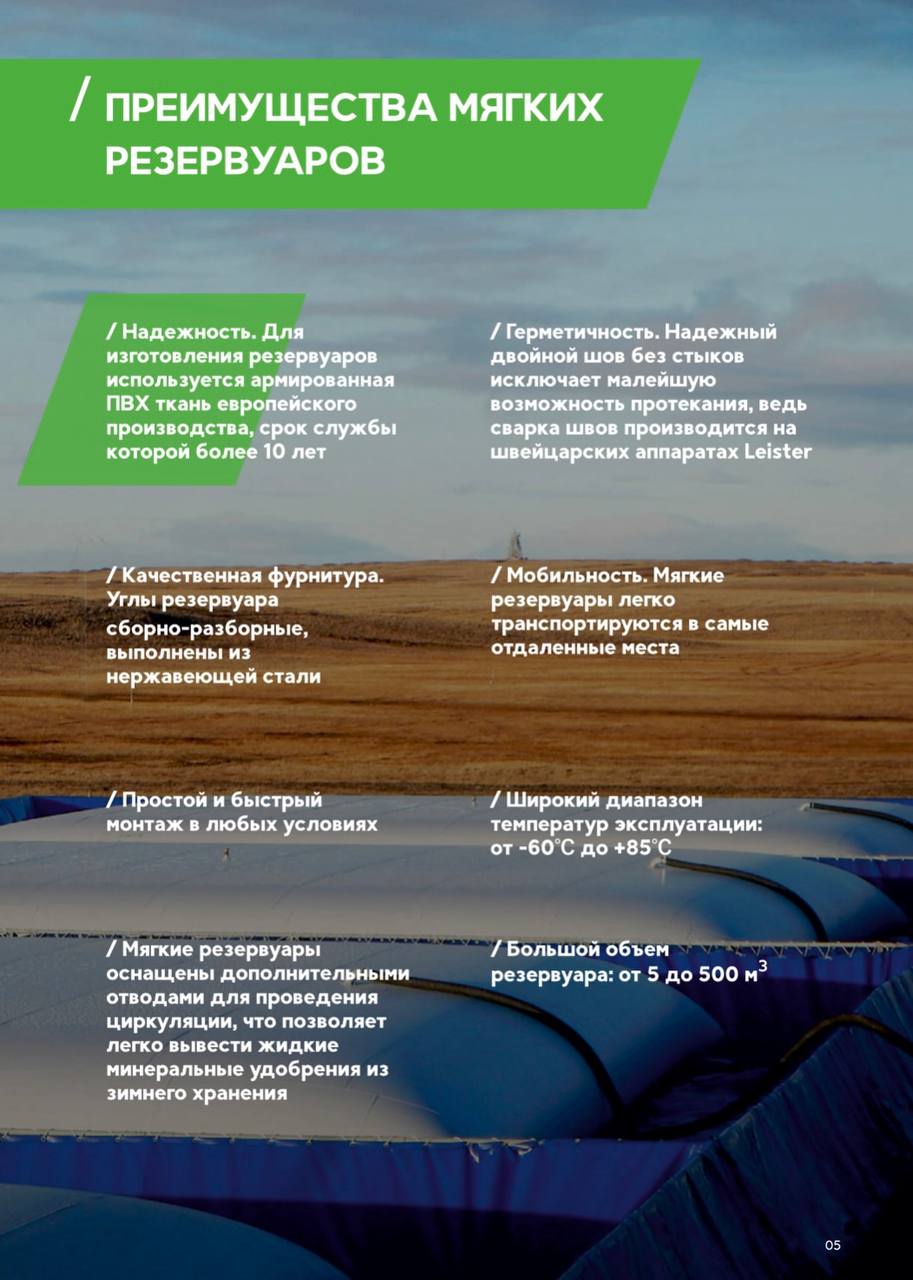 / ПРЕИМУЩЕСТВА МЯГКИХ
РЕЗЕРВУАРОВ
/ Надежность. Для
изготовления резервуаров
используется армированная
ПВХ ткань европейского
производства, срок службы
которой более 10 лет
/ Герметичность. Надежный
двойной шов без стыков
исключает малейшую
возможность протекания, ведь
сварка швов производится на
швейцарских аппаратах Leister
/ Качественная фурнитура.
Углы резервуара
сборно-разборные,
выполнены из
нержавеющей стали
/ Мобильность. Мягкие
резервуары легко
транспортируются в самые
отдаленные места
/ Простой и быстрый
монтаж в любых условиях
/ Широкий диапазон
температур эксплуатации:
от -60°C до +85°C
/ Мягкие резервуары
оснащены дополнительными
отводами для проведения
циркуляции, что позволяет
легко вывести жидкие
минеральные удобрения из
зимнего хранения
/ Большой объем
резервуара: от 5 до 500 м³
05